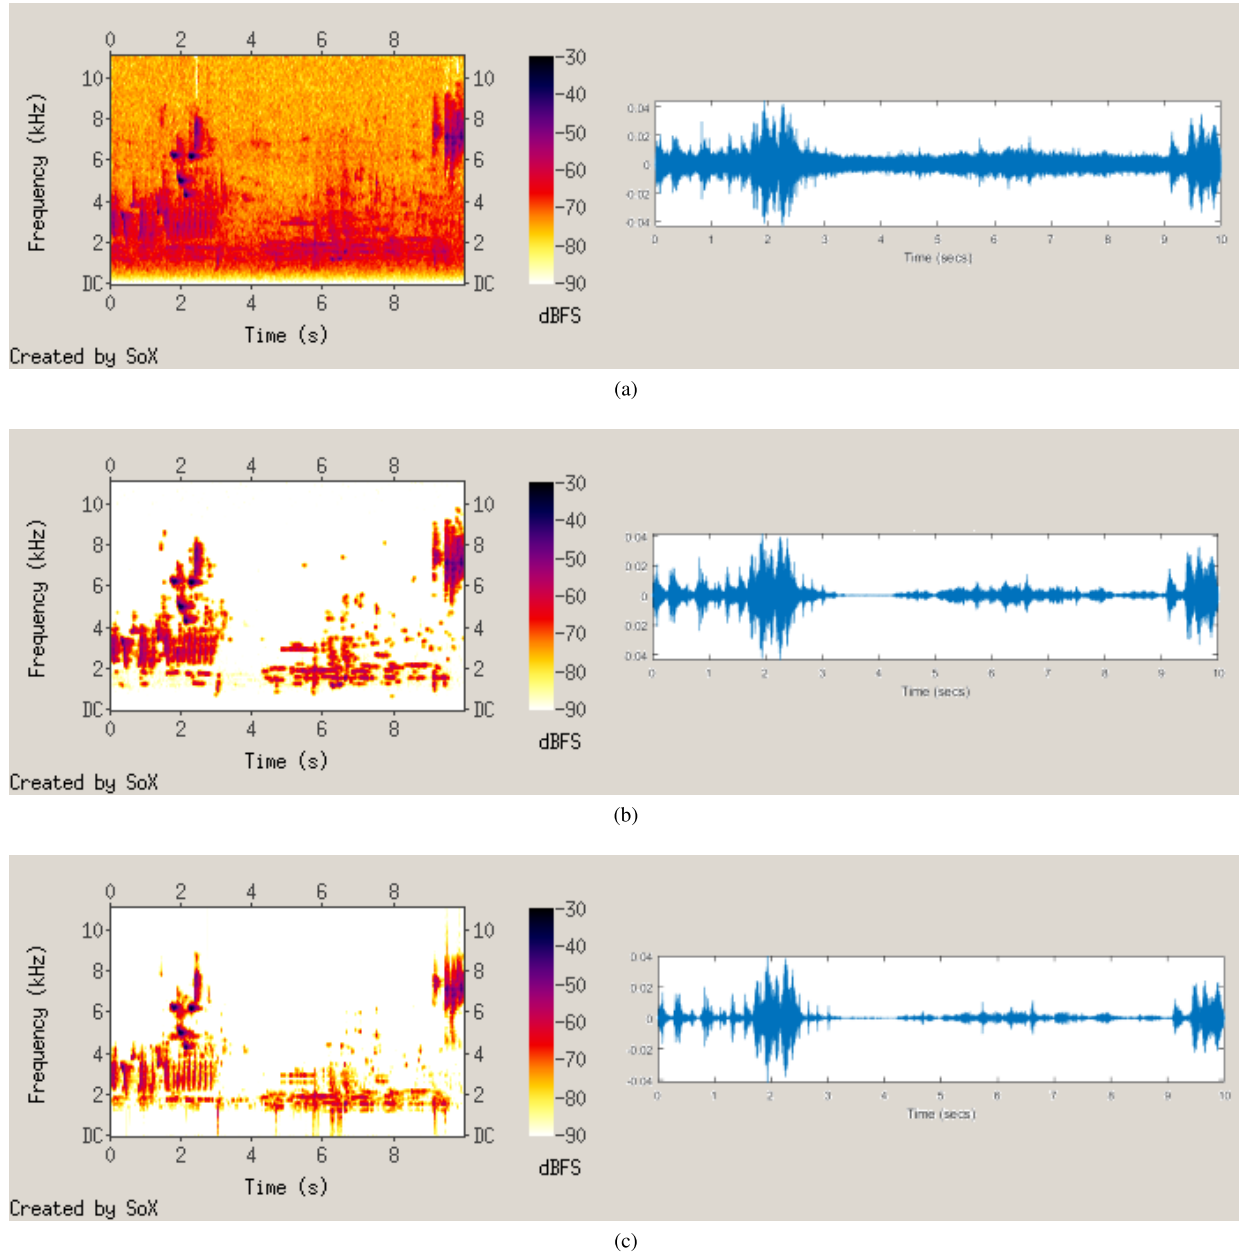 0 2 4 6 8
10 8 6 4 2 DC
Frequency (kHz)
10 8 6 4 2 DC
0 2 4 6 8
Time (s)
-30 -40 -50 -60 -70 -80 -90
dBFS
Created by SoX
0.04 0.02 0 -0.02 -0.04
0 1 2 3 4 5 6 7 8 9 10
Time (secs)
(a)
0 2 4 6 8
10 8 6 4 2 DC
Frequency (kHz)
10 8 6 4 2 DC
0 2 4 6 8
Time (s)
-30 -40 -50 -60 -70 -80 -90
dBFS
Created by SoX
0.04 0.02 0 -0.02 -0.04
0 1 2 3 4 5 6 7 8 9 10
Time (secs)
(b)
0 2 4 6 8
10 8 6 4 2 DC
Frequency (kHz)
10 8 6 4 2 DC
0 2 4 6 8
Time (s)
-30 -40 -50 -60 -70 -80 -90
dBFS
Created by SoX
0.04 0.02 0 -0.02 -0.04
0 1 2 3 4 5 6 7 8 9 10
Time (secs)
(c)